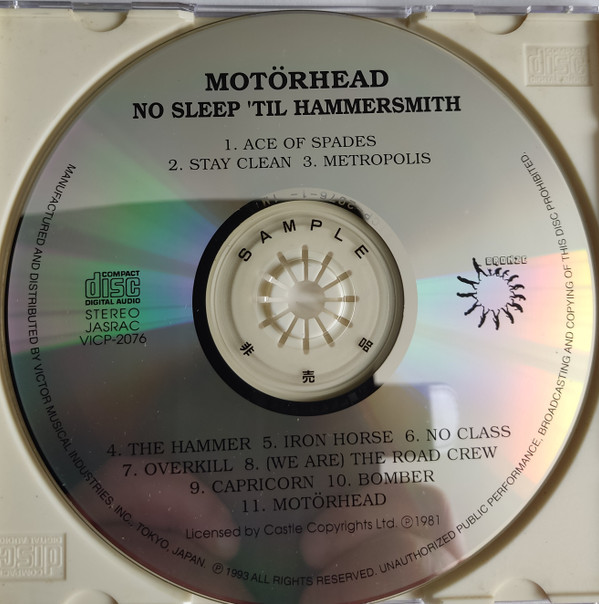 MOTÖRHEAD
NO SLEEP 'TIL HAMMERSMITH
1. ACE OF SPADES
2. STAY CLEAN 3. METROPOLIS
SAMPLE
非売品
COMPACT
disc
DIGITAL AUDIO
STEREO
JASRAC
VICP-2076
BRONZE
4. THE HAMMER 5. IRON HORSE 6. NO CLASS
7. OVERKILL 8. (WE ARE) THE ROAD CREW
9. CAPRICORN 10. BOMBER
11. MOTÖRHEAD
Licensed by Castle Copyrights Ltd. Ⓟ1981
MANUFACTURED AND DISTRIBUTED BY VICTOR MUSICAL INDUSTRIES, INC., TOKYO, JAPAN. Ⓟ 1993 ALL RIGHTS RESERVED. UNAUTHORIZED PUBLIC PERFORMANCE, BROADCASTING AND COPYING OF THIS DISC PROHIBITED.
disc
disc